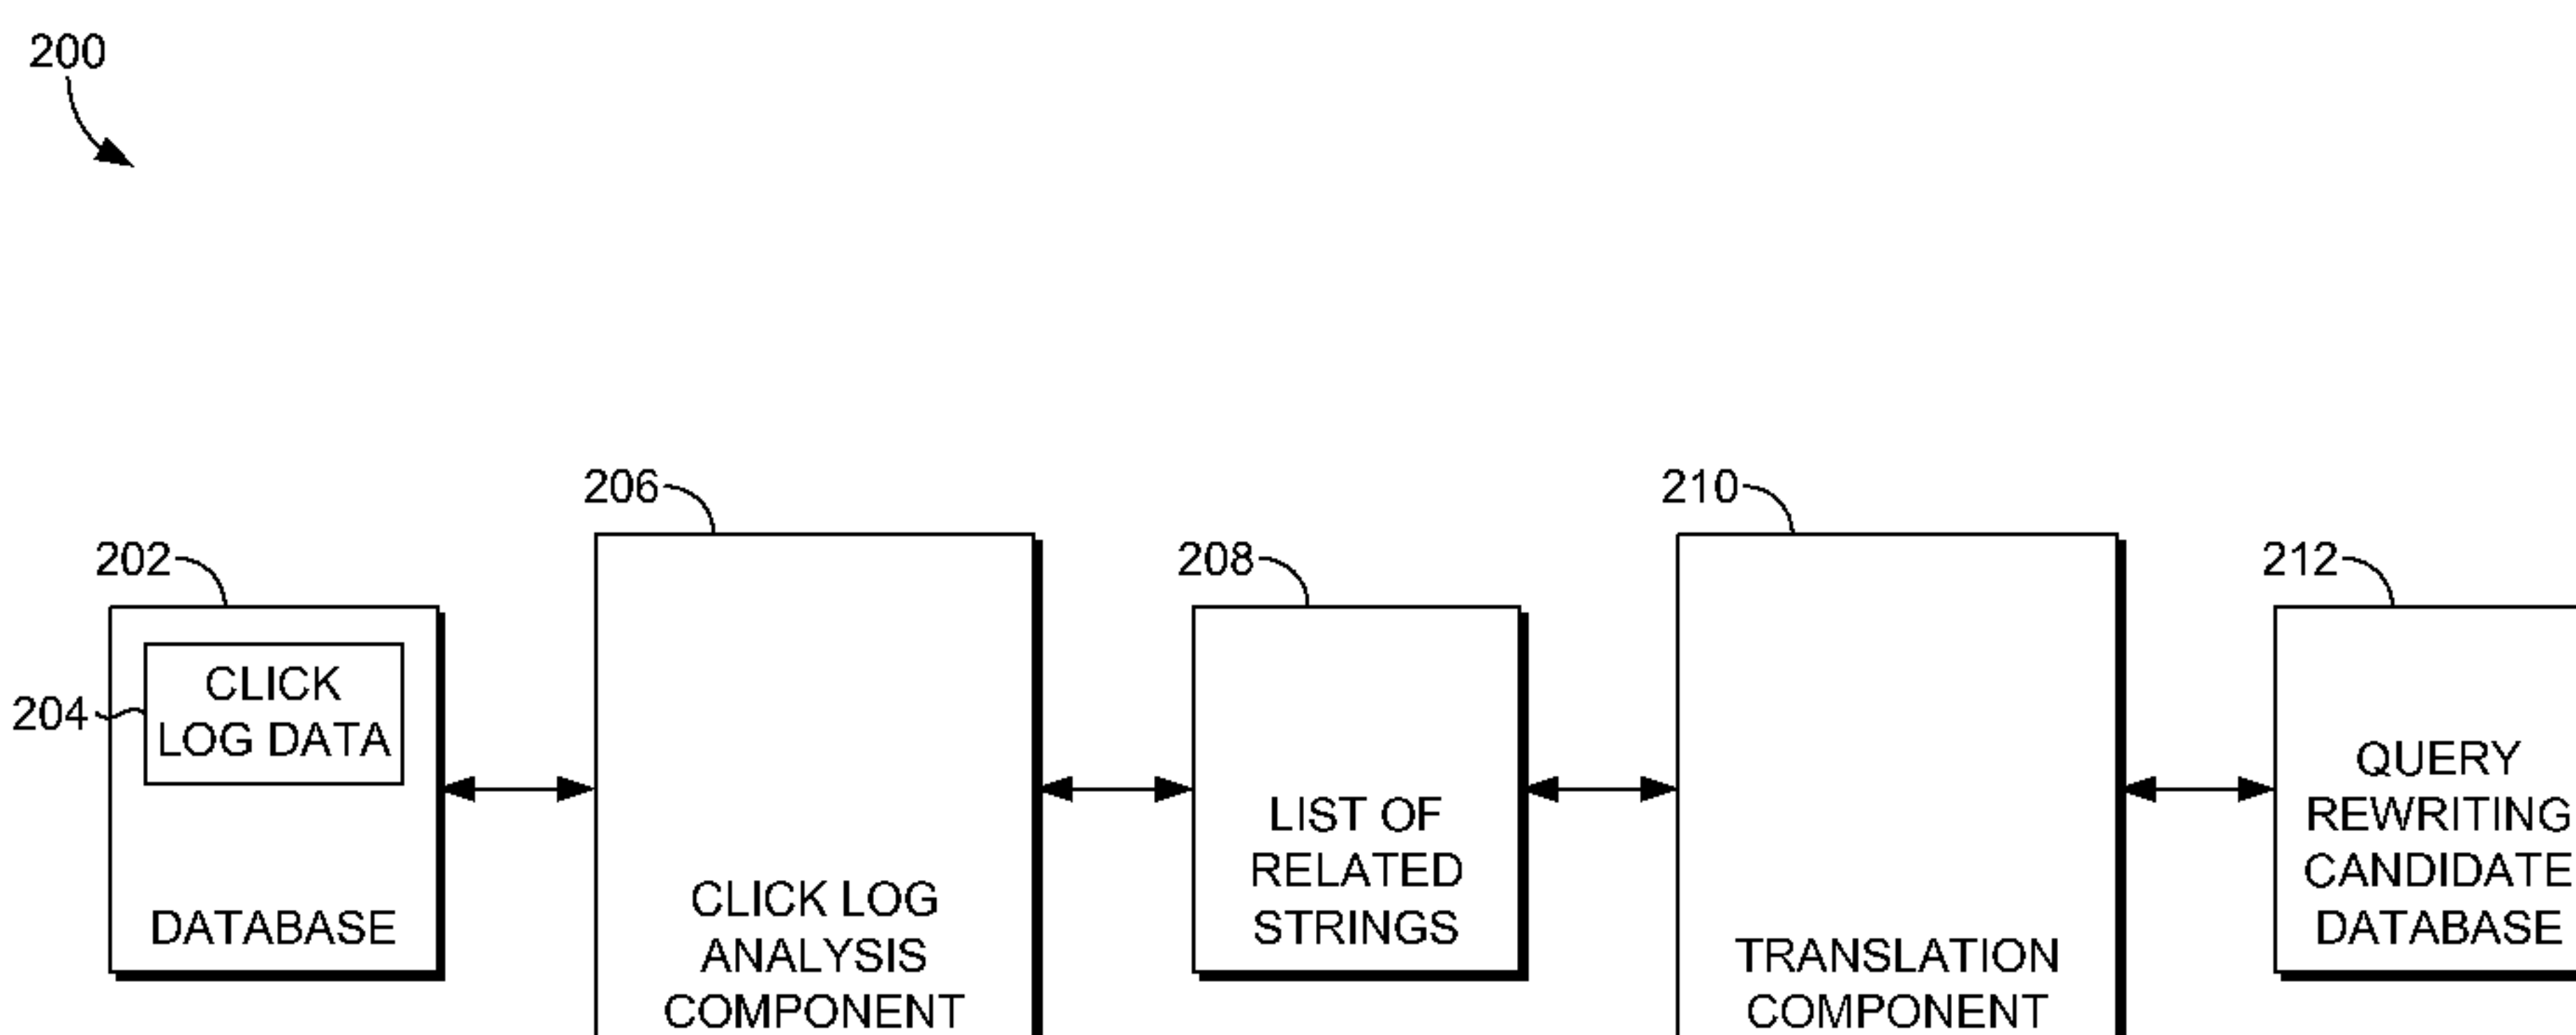 200
206
210
202
208
212
CLICK
204
LOG DATA
QUERY
LIST OF
REWRITING
RELATED
CANDIDATE
CLICK LOG
DATABASE
STRINGS
DATABASE
ANALYSIS
TRANSLATION
COMPONENT
COMPONENT